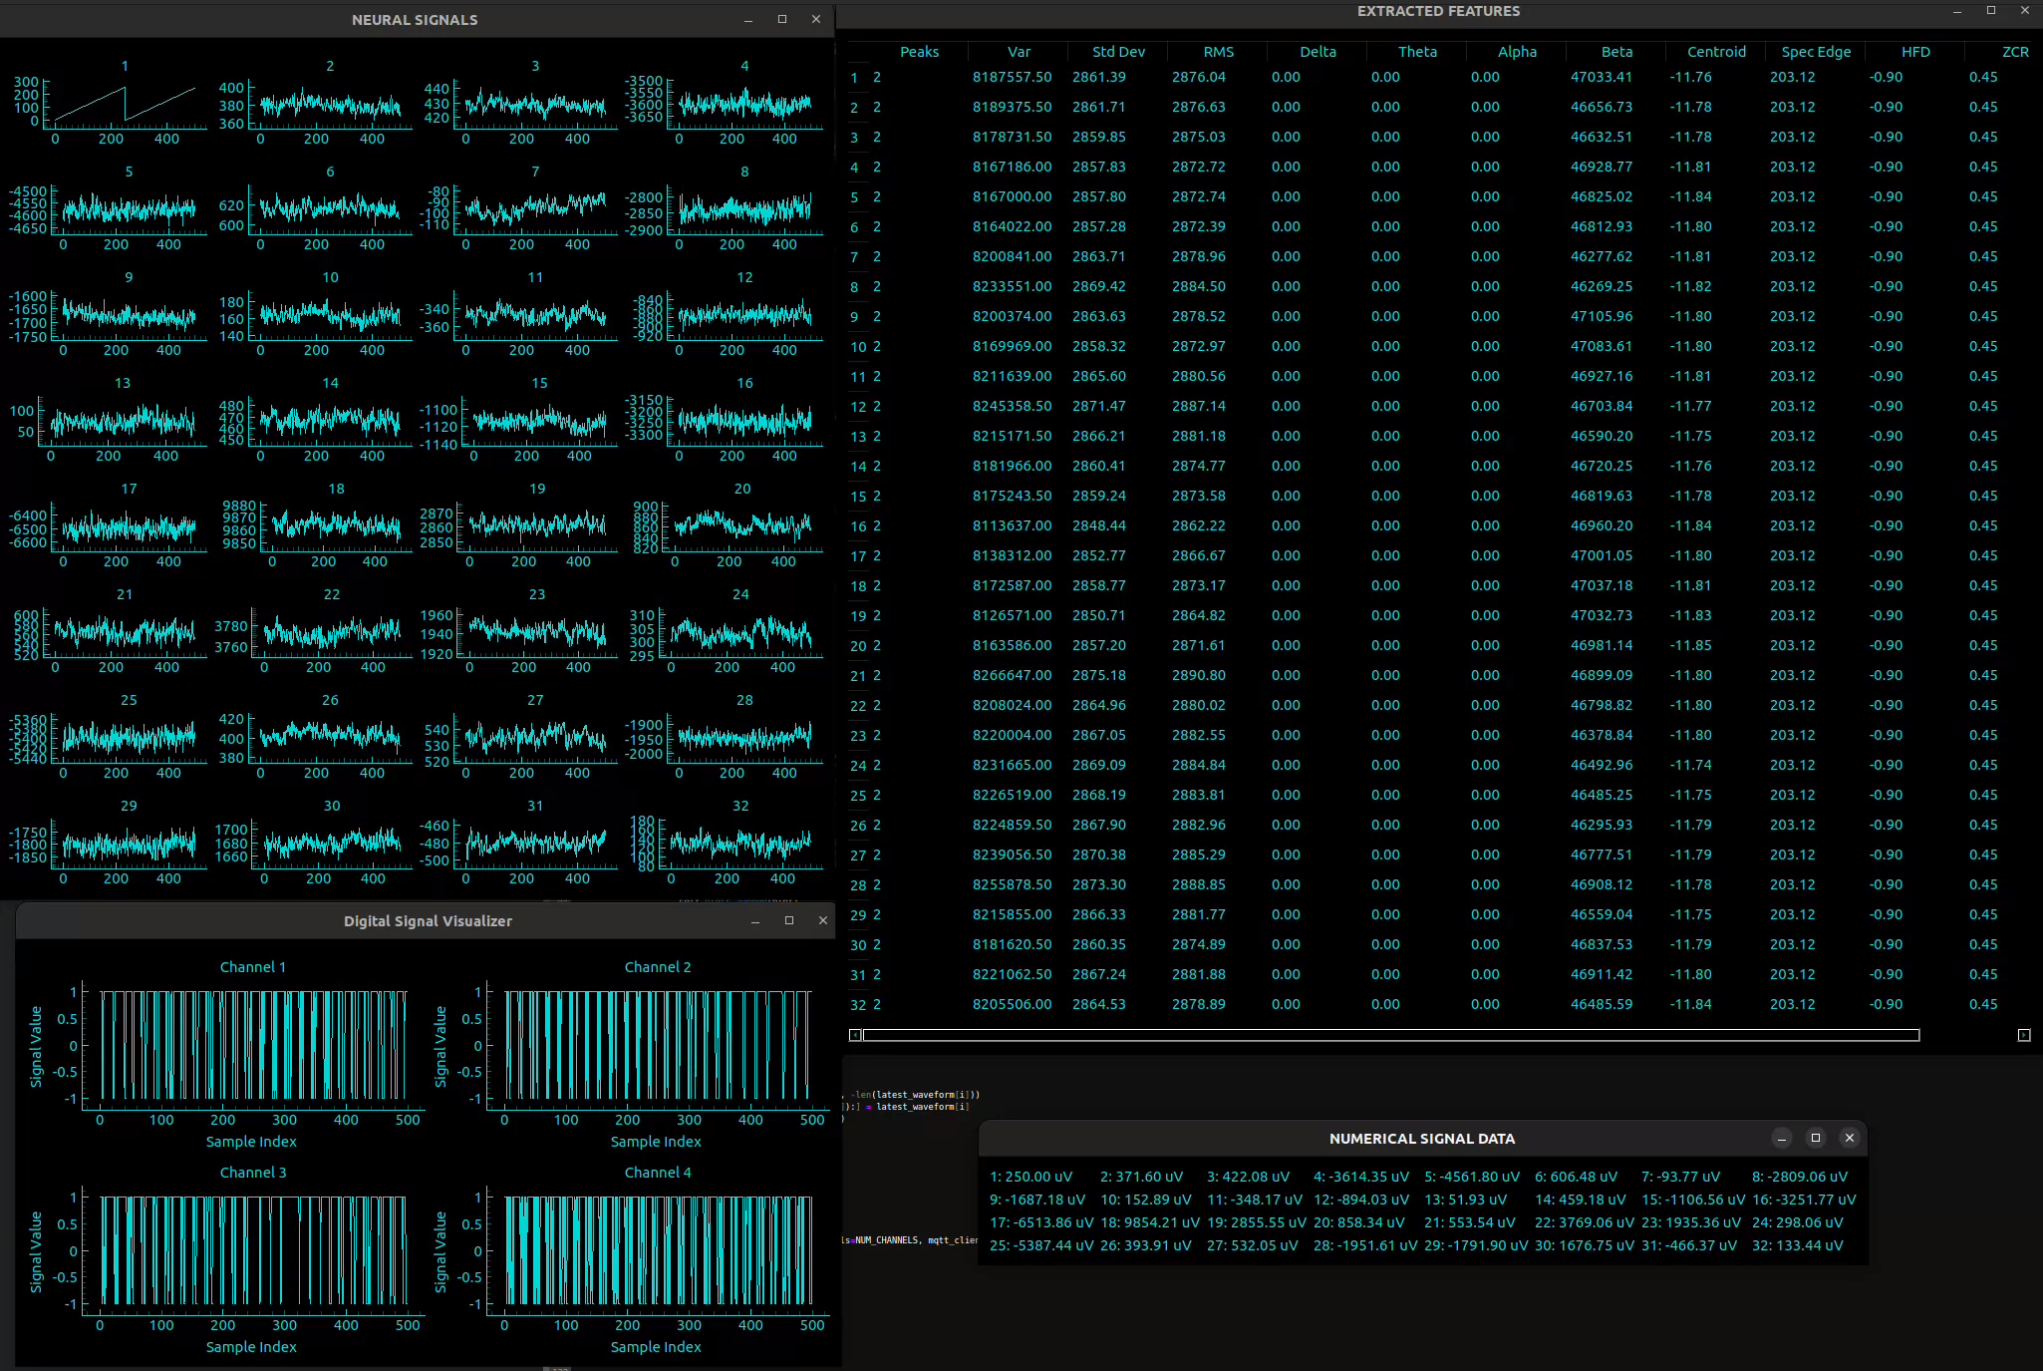 NEURAL SIGNALS
1 2 3 4
300 200 100 0 0 200 400
400 380 360 0 200 400
440 430 420 0 200 400
-3500 -3550 -3600 -3650 0 200 400
5 6 7 8
-4500 -4550 -4600 -4650 0 200 400
620 600 0 200 400
-80 -90 -100 -110 0 200 400
-2800 -2850 -2900 0 200 400
9 10 11 12
-1600 -1650 -1700 -1750 0 200 400
180 160 140 0 200 400
-340 -360 0 200 400
-840 -860 -880 -900 -920 0 200 400
13 14 15 16
100 50 0 200 400
480 470 460 450 0 200 400
-1100 -1120 -1140 0 200 400
-3150 -3200 -3250 -3300 0 200 400
17 18 19 20
-6400 -6500 -6600 0 200 400
9880 9870 9860 9850 0 200 400
2870 2860 2850 0 200 400
900 880 860 840 820 0 200 400
21 22 23 24
600 580 560 540 520 0 200 400
3780 3760 0 200 400
1960 1940 1920 0 200 400
310 305 300 295 0 200 400
25 26 27 28
-5360 -5380 -5400 -5420 -5440 0 200 400
420 400 380 0 200 400
540 530 520 0 200 400
-1900 -1950 -2000 0 200 400
29 30 31 32
-1750 -1800 -1850 0 200 400
1700 1680 1660 0 200 400
-460 -480 -500 0 200 400
180 160 140 120 100 80 0 200 400
EXTRACTED FEATURES
Peaks Var Std Dev RMS Delta Theta Alpha Beta Centroid Spec Edge HFD ZCR
1 2 8187557.50 2861.39 2876.04 0.00 0.00 0.00 47033.41 -11.76 203.12 -0.90 0.45
2 2 8189375.50 2861.71 2876.63 0.00 0.00 0.00 46656.73 -11.78 203.12 -0.90 0.45
3 2 8178731.50 2859.85 2875.03 0.00 0.00 0.00 46632.51 -11.78 203.12 -0.90 0.45
4 2 8167186.00 2857.83 2872.72 0.00 0.00 0.00 46928.77 -11.81 203.12 -0.90 0.45
5 2 8167000.00 2857.80 2872.74 0.00 0.00 0.00 46825.02 -11.84 203.12 -0.90 0.45
6 2 8164022.00 2857.28 2872.39 0.00 0.00 0.00 46812.93 -11.80 203.12 -0.90 0.45
7 2 8200841.00 2863.71 2878.96 0.00 0.00 0.00 46277.62 -11.81 203.12 -0.90 0.45
8 2 8233551.00 2869.42 2884.50 0.00 0.00 0.00 46269.25 -11.82 203.12 -0.90 0.45
9 2 8200374.00 2863.63 2878.52 0.00 0.00 0.00 47105.96 -11.80 203.12 -0.90 0.45
10 2 8169969.00 2858.32 2872.97 0.00 0.00 0.00 47083.61 -11.80 203.12 -0.90 0.45
11 2 8211639.00 2865.60 2880.56 0.00 0.00 0.00 46927.16 -11.81 203.12 -0.90 0.45
12 2 8245358.50 2871.47 2887.14 0.00 0.00 0.00 46703.84 -11.77 203.12 -0.90 0.45
13 2 8215171.50 2866.21 2881.18 0.00 0.00 0.00 46590.20 -11.75 203.12 -0.90 0.45
14 2 8181966.00 2860.41 2874.77 0.00 0.00 0.00 46720.25 -11.76 203.12 -0.90 0.45
15 2 8175243.50 2859.24 2873.58 0.00 0.00 0.00 46819.63 -11.78 203.12 -0.90 0.45
16 2 8113637.00 2848.44 2862.22 0.00 0.00 0.00 46960.20 -11.84 203.12 -0.90 0.45
17 2 8138312.00 2852.77 2866.67 0.00 0.00 0.00 47001.05 -11.80 203.12 -0.90 0.45
18 2 8172587.00 2858.77 2873.17 0.00 0.00 0.00 47037.18 -11.81 203.12 -0.90 0.45
19 2 8126571.00 2850.71 2864.82 0.00 0.00 0.00 47032.73 -11.83 203.12 -0.90 0.45
20 2 8163586.00 2857.20 2871.61 0.00 0.00 0.00 46981.14 -11.85 203.12 -0.90 0.45
21 2 8266647.00 2875.18 2890.80 0.00 0.00 0.00 46899.09 -11.80 203.12 -0.90 0.45
22 2 8208024.00 2864.96 2880.02 0.00 0.00 0.00 46798.82 -11.80 203.12 -0.90 0.45
23 2 8220004.00 2867.05 2882.55 0.00 0.00 0.00 46378.84 -11.80 203.12 -0.90 0.45
24 2 8231665.00 2869.09 2884.84 0.00 0.00 0.00 46492.96 -11.74 203.12 -0.90 0.45
25 2 8226519.00 2868.19 2883.81 0.00 0.00 0.00 46485.25 -11.75 203.12 -0.90 0.45
26 2 8224859.50 2867.90 2882.96 0.00 0.00 0.00 46295.93 -11.79 203.12 -0.90 0.45
27 2 8239056.50 2870.38 2885.29 0.00 0.00 0.00 46777.51 -11.79 203.12 -0.90 0.45
28 2 8255878.50 2873.30 2888.85 0.00 0.00 0.00 46908.12 -11.78 203.12 -0.90 0.45
29 2 8215855.00 2866.33 2881.77 0.00 0.00 0.00 46559.04 -11.75 203.12 -0.90 0.45
30 2 8181620.50 2860.35 2874.89 0.00 0.00 0.00 46837.53 -11.79 203.12 -0.90 0.45
31 2 8221062.50 2867.24 2881.88 0.00 0.00 0.00 46911.42 -11.80 203.12 -0.90 0.45
32 2 8205506.00 2864.53 2878.89 0.00 0.00 0.00 46485.59 -11.84 203.12 -0.90 0.45
Digital Signal Visualizer
Channel 1 Channel 2
Signal Value 1 0.5 0 -0.5 -1 0 100 200 300 400 500 Sample Index
Signal Value 1 0.5 0 -0.5 -1 0 100 200 300 400 500 Sample Index
Channel 3 Channel 4
Signal Value 1 0.5 0 -0.5 -1 0 100 200 300 400 500 Sample Index
Signal Value 1 0.5 0 -0.5 -1 0 100 200 300 400 500 Sample Index
, -len(latest_waveform[i]))
]):] = latest_waveform[i]
)
ls=NUM_CHANNELS, mqtt_clien
NUMERICAL SIGNAL DATA
1: 250.00 uV 2: 371.60 uV 3: 422.08 uV 4: -3614.35 uV 5: -4561.80 uV 6: 606.48 uV 7: -93.77 uV 8: -2809.06 uV
9: -1687.18 uV 10: 152.89 uV 11: -348.17 uV 12: -894.03 uV 13: 51.93 uV 14: 459.18 uV 15: -1106.56 uV 16: -3251.77 uV
17: -6513.86 uV 18: 9854.21 uV 19: 2855.55 uV 20: 858.34 uV 21: 553.54 uV 22: 3769.06 uV 23: 1935.36 uV 24: 298.06 uV
25: -5387.44 uV 26: 393.91 uV 27: 532.05 uV 28: -1951.61 uV 29: -1791.90 uV 30: 1676.75 uV 31: -466.37 uV 32: 133.44 uV